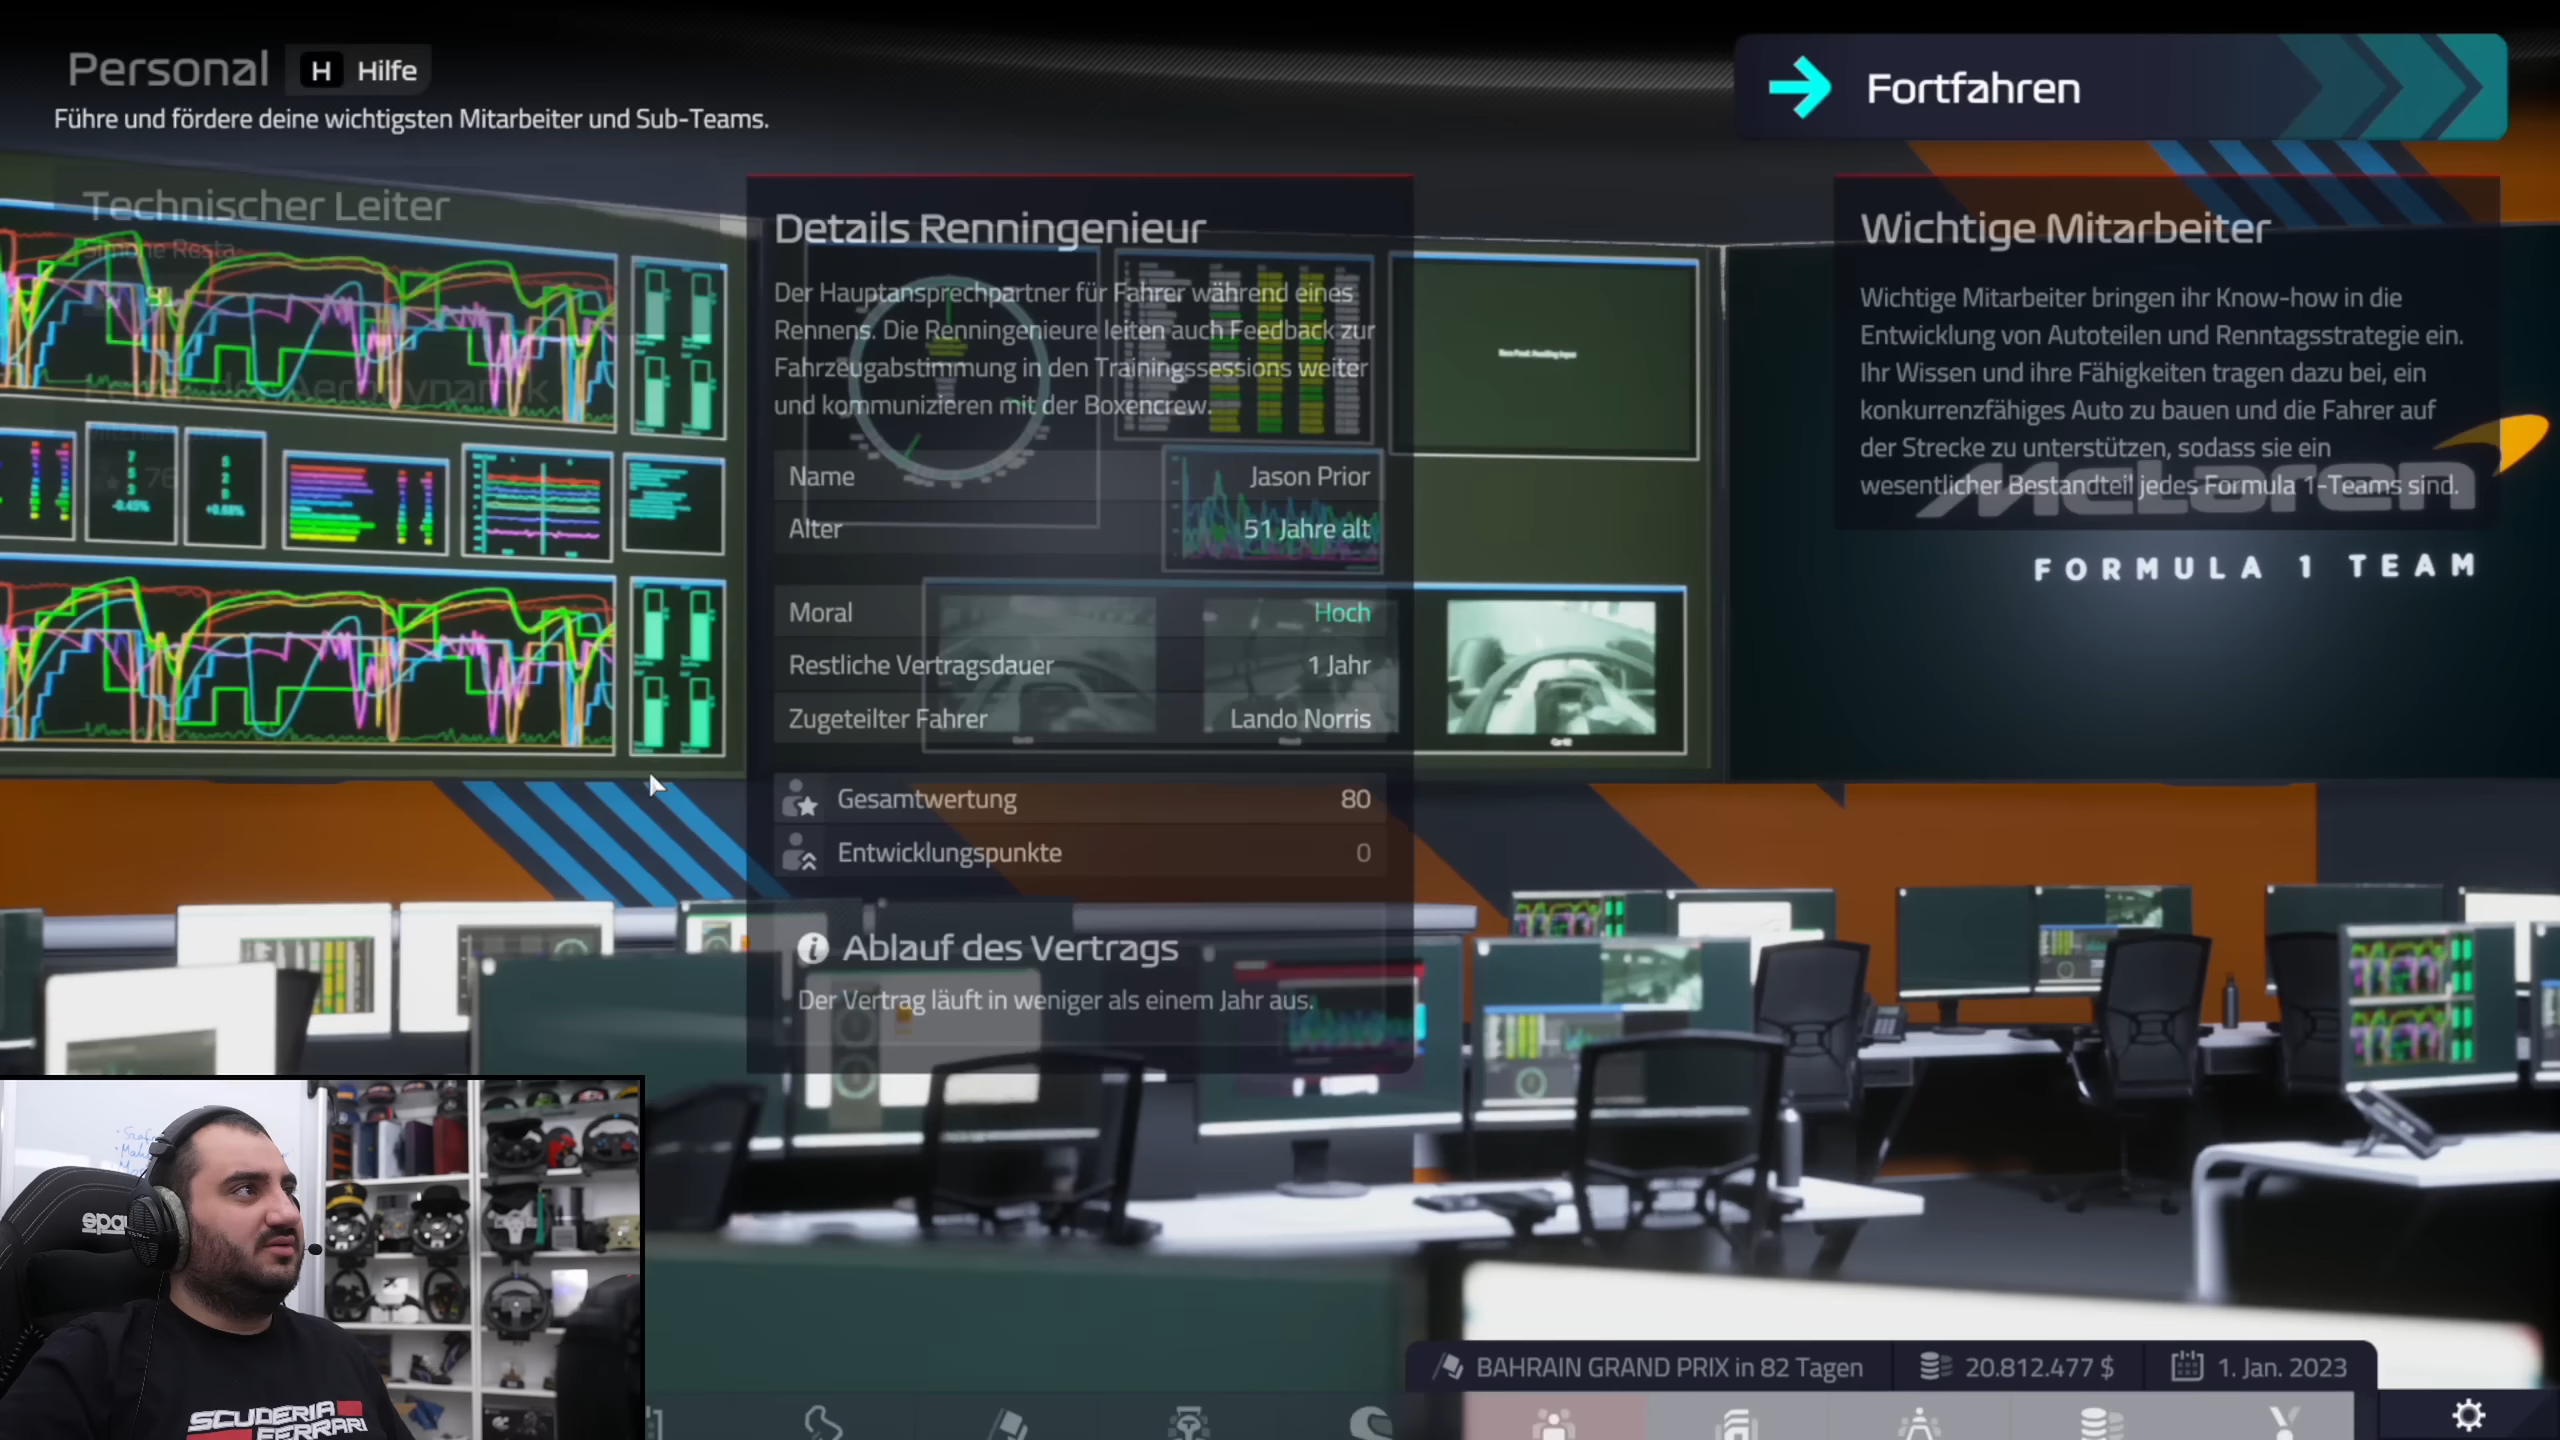 Personal
H Hilfe
Führe und fördere deine wichtigsten Mitarbeiter und Sub-Teams.
Fortfahren
Technischer Leiter
Simone Resta
81
Leiter der Aerodynamik
76
Details Renningenieur
Der Hauptansprechpartner für Fahrer während eines
Rennens. Die Renningenieure leiten auch Feedback zur
Fahrzeugabstimmung in den Trainingssessions weiter
und kommunizieren mit der Boxencrew.
Name Jason Prior
Alter 51 Jahre alt
Moral Hoch
Restliche Vertragsdauer 1 Jahr
Zugeteilter Fahrer Lando Norris
Gesamtwertung 80
Entwicklungspunkte 0
Ablauf des Vertrags
Der Vertrag läuft in weniger als einem Jahr aus.
Wichtige Mitarbeiter
Wichtige Mitarbeiter bringen ihr Know-how in die
Entwicklung von Autoteilen und Renntagsstrategie ein.
Ihr Wissen und ihre Fähigkeiten tragen dazu bei, ein
konkurrenzfähiges Auto zu bauen und die Fahrer auf
der Strecke zu unterstützen, sodass sie ein
wesentlicher Bestandteil jedes Formula 1-Teams sind.
McLaren
FORMULA 1 TEAM
SCUDERIA
FERRARI
BAHRAIN GRAND PRIX in 82 Tagen
20.812.477 $
1. Jan. 2023